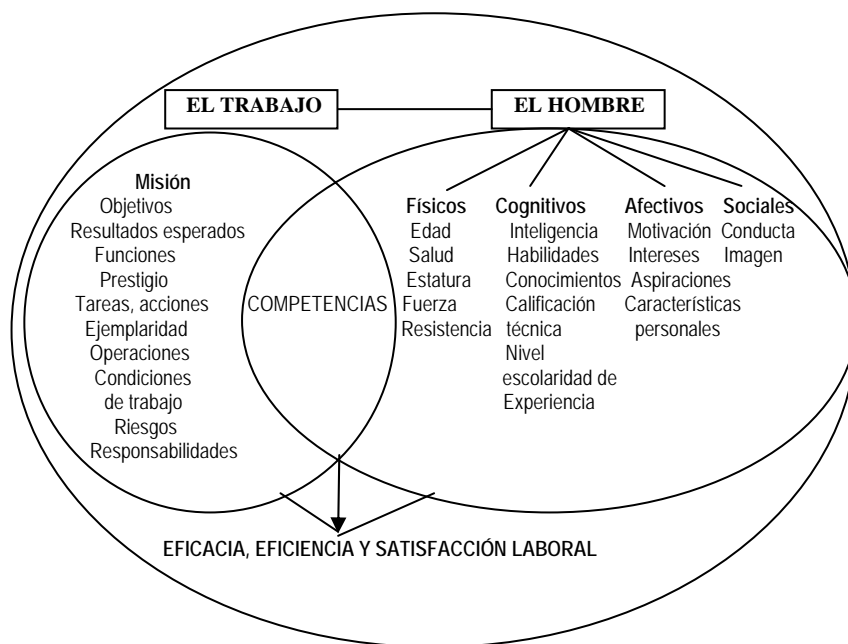 EL TRABAJO
EL HOMBRE
Misión
Objetivos
Resultados esperados
Funciones
Prestigio
Tareas, acciones
Ejemplaridad
Operaciones
Condiciones
de trabajo
Riesgos
Responsabilidades
COMPETENCIAS
Físicos
Edad
Salud
Estatura
Fuerza
Resistencia
Cognitivos
Inteligencia
Habilidades
Conocimientos
Calificación
técnica
Nivel
escolaridad de
Experiencia
Afectivos
Motivación
Intereses
Aspiraciones
Características
personales
Sociales
Conducta
Imagen
EFICACIA, EFICIENCIA Y SATISFACCIÓN LABORAL